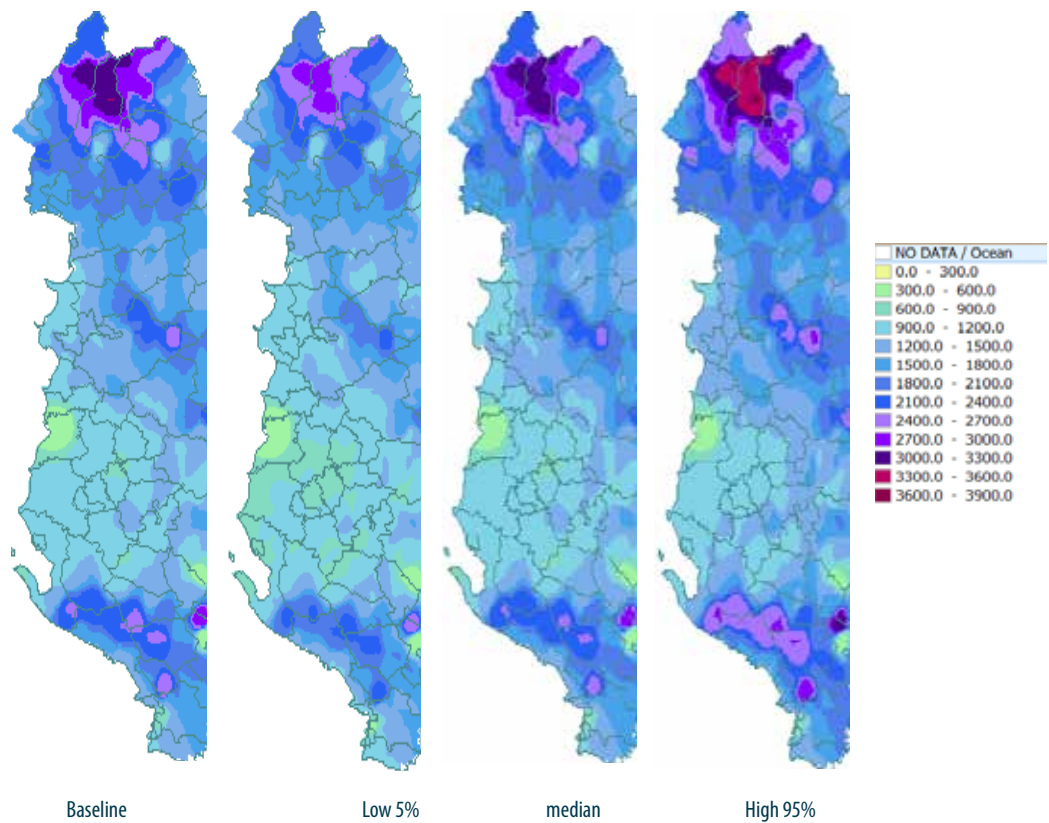 NO DATA / Ocean
0.0 - 300.0
300.0 - 600.0
600.0 - 900.0
900.0 - 1200.0
1200.0 - 1500.0
1500.0 - 1800.0
1800.0 - 2100.0
2100.0 - 2400.0
2400.0 - 2700.0
2700.0 - 3000.0
3000.0 - 3300.0
3300.0 - 3600.0
3600.0 - 3900.0
Baseline
Low 5%
median
High 95%